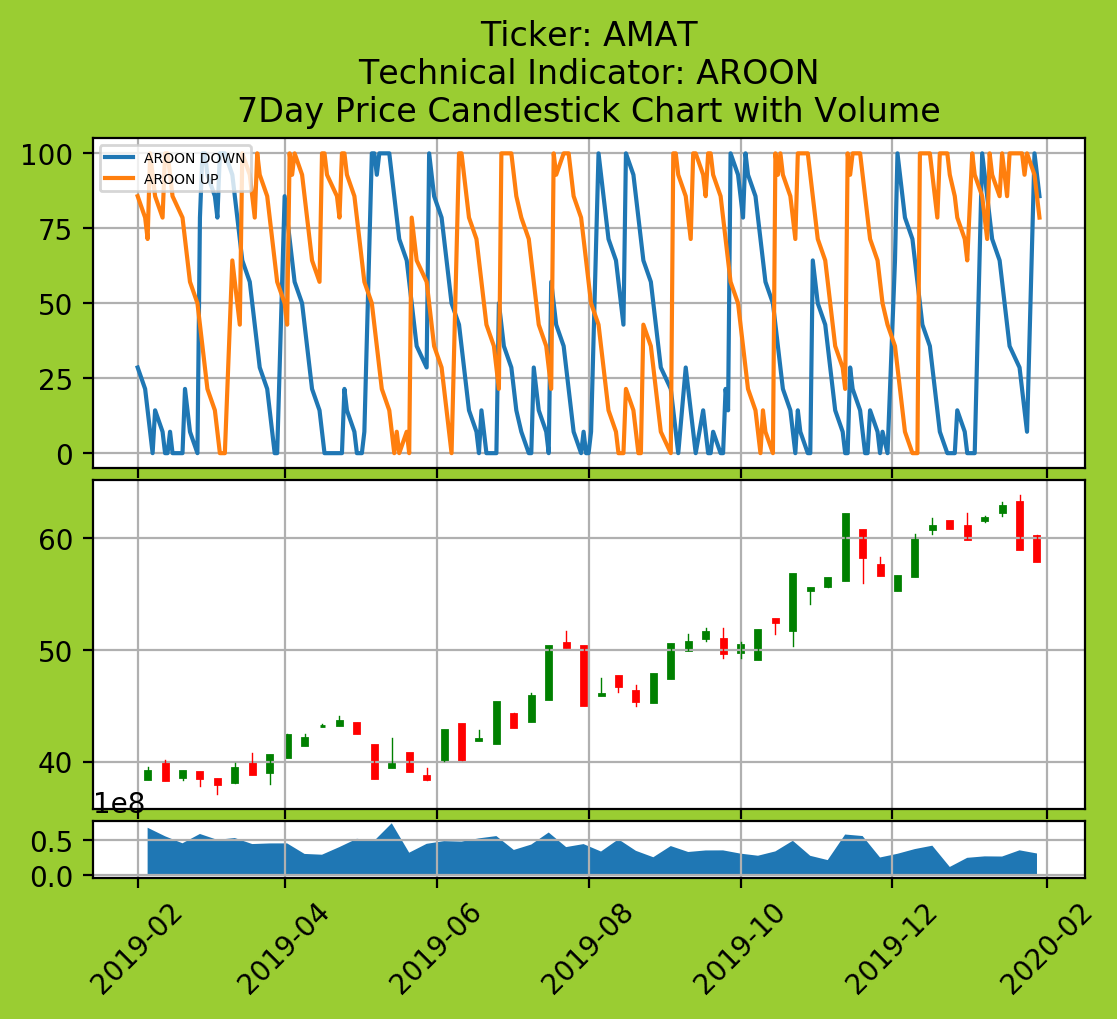 Ticker: AMAT
Technical Indicator: AROON
7Day Price Candlestick Chart with Volume
100
75
50
25
0
AROON DOWN
AROON UP
60
50
40
1e8
0.5
0.0
2019-02
2019-04
2019-06
2019-08
2019-10
2019-12
2020-02